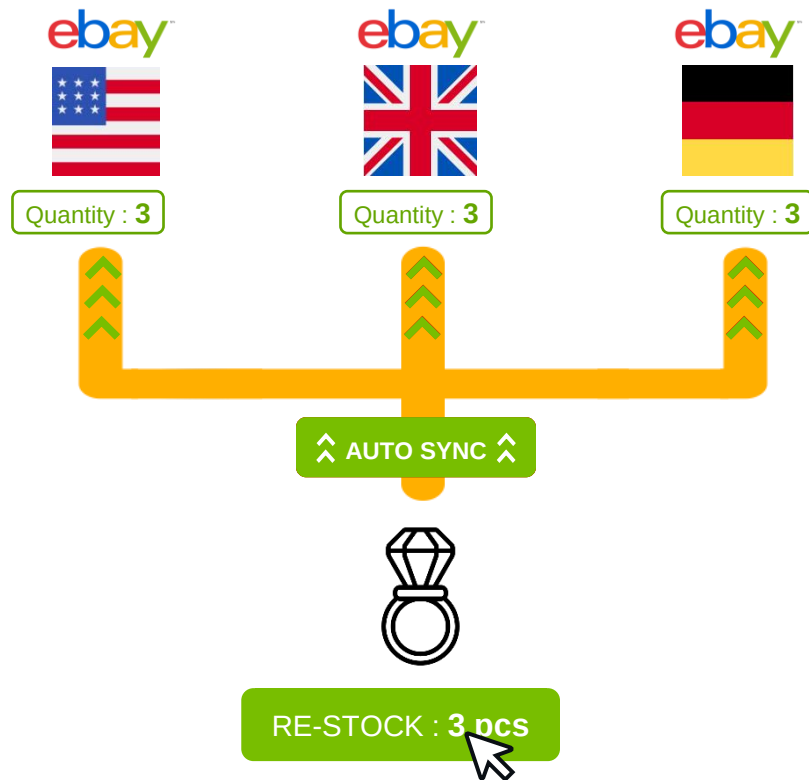 ebay ebay ebay
Quantity : 3 Quantity : 3 Quantity : 3
AUTO SYNC
RE-STOCK : 3 pcs